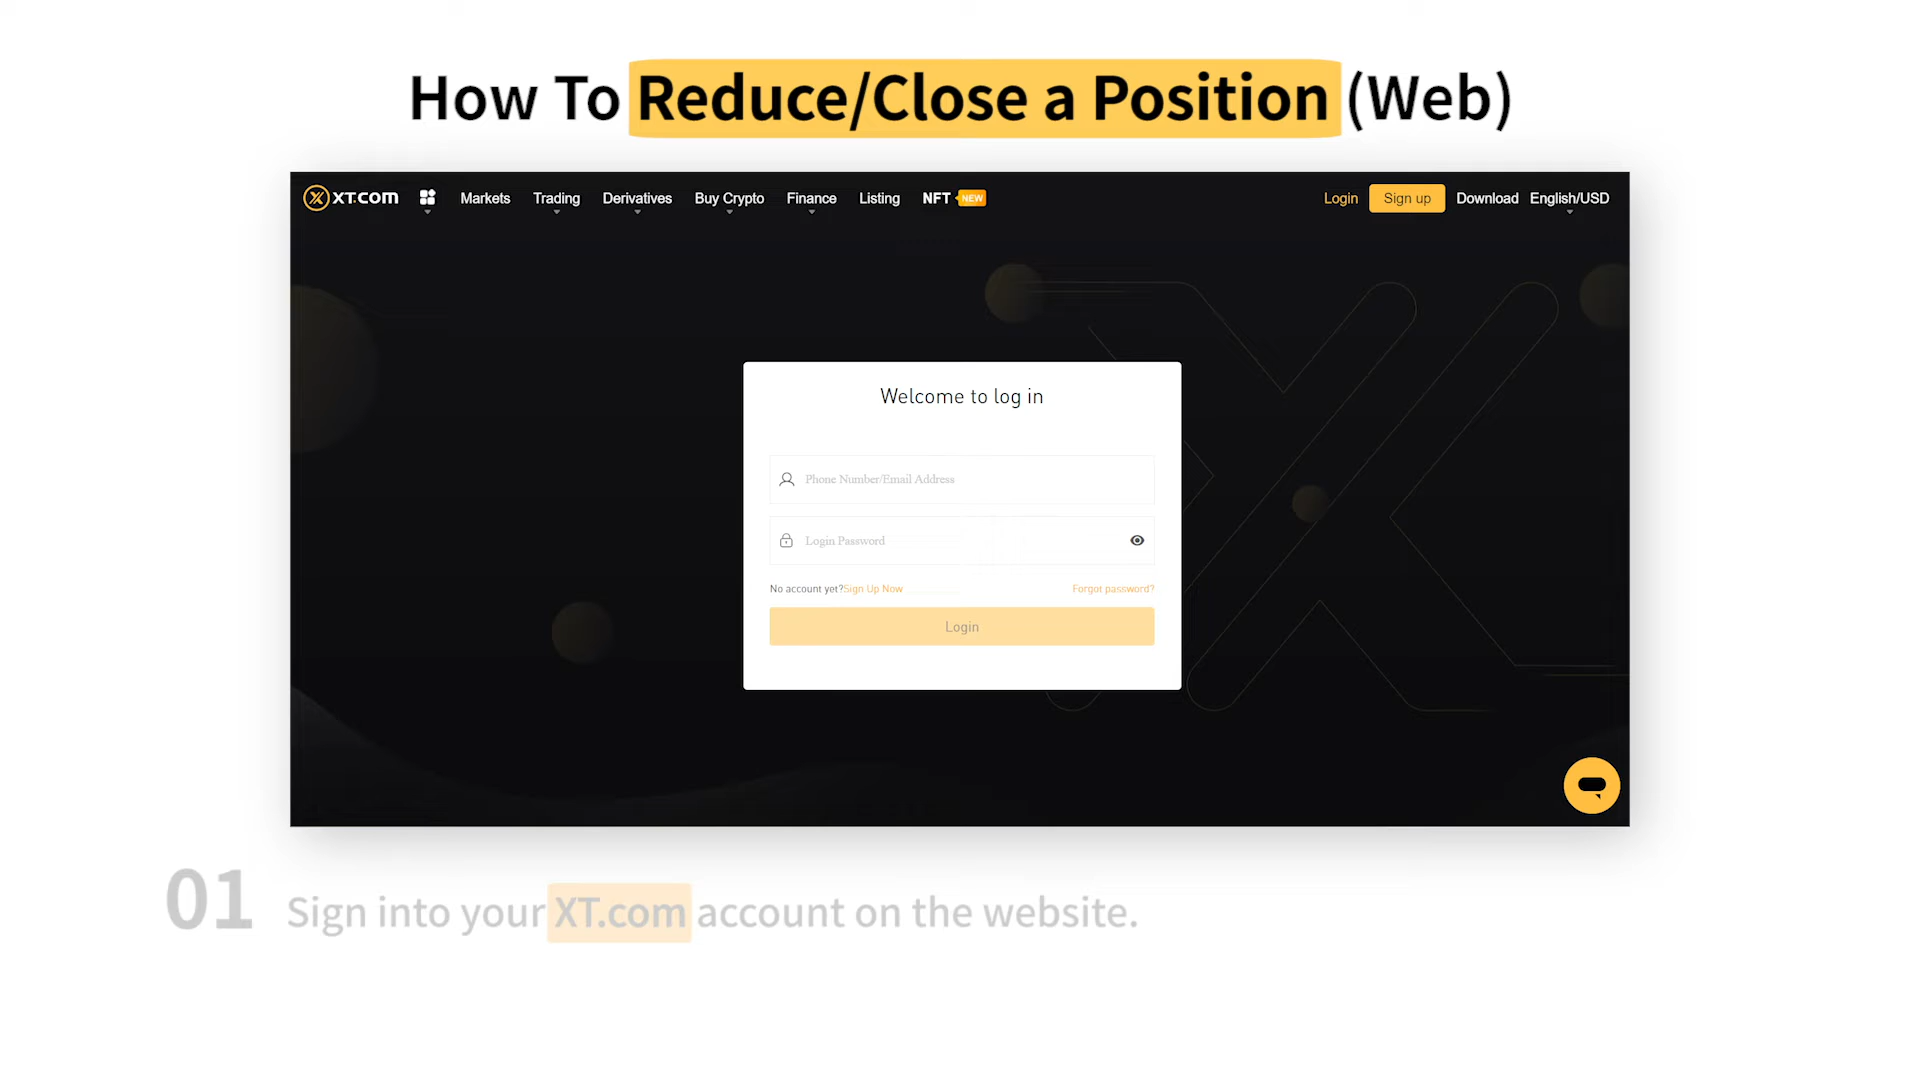 How To Reduce/Close a Position (Web)
XT.COM Markets Trading Derivatives Buy Crypto Finance Listing NFT NEW Login Sign up Download English/USD
Welcome to log in
Phone Number/Email Address
Login Password
No account yet?Sign Up Now Forgot password?
Login
01 Sign into your XT.com account on the website.